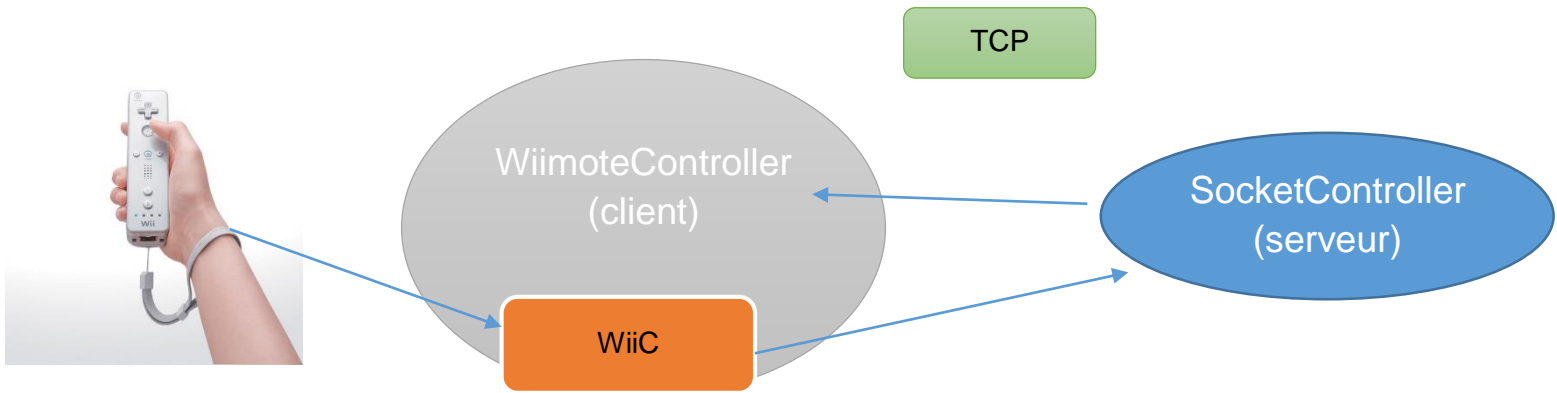 TCP
WiimoteController
(client)
SocketController
(serveur)
WiiC
Wii